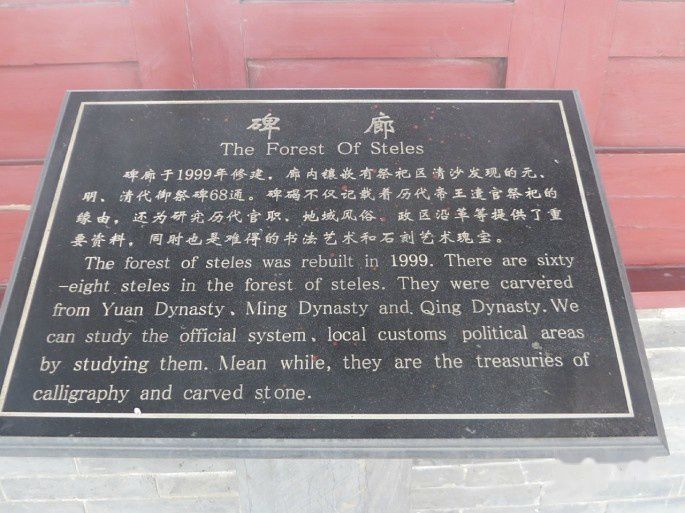 碑 廊
The Forest Of Steles
碑廊于1999年修建，廊内镶嵌有祭祀区清沙发现的元、
明、清代御祭碑68通。碑碣不仅记载着历代帝王遣官祭祀的
缘由，还为研究历代官职、地域风俗、政区沿革等提供了重
要资料，同时也是难得的书法艺术和石刻艺术瑰宝。
The forest of steles was rebuilt in 1999. There are sixty
-eight steles in the forest of steles. They were carvered
from Yuan Dynasty、Ming Dynasty and Qing Dynasty. We
can study the official system、local customs political areas
by studying them. Mean while, they are the treasuries of
calligraphy and carved stone.